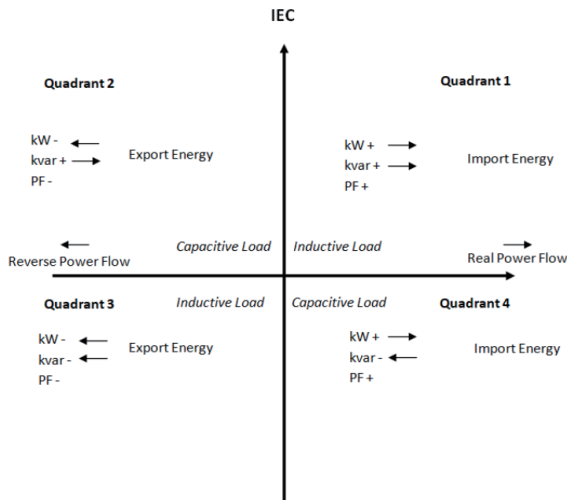 IEC
Quadrant 2
Quadrant 1
kW -
kvar +
PF -
Export Energy
kW +
kvar +
PF +
Import Energy
Capacitive Load
Inductive Load
Reverse Power Flow
Real Power Flow
Quadrant 3
Inductive Load
Capacitive Load
Quadrant 4
kW -
kvar -
PF -
Export Energy
kW +
kvar -
PF +
Import Energy